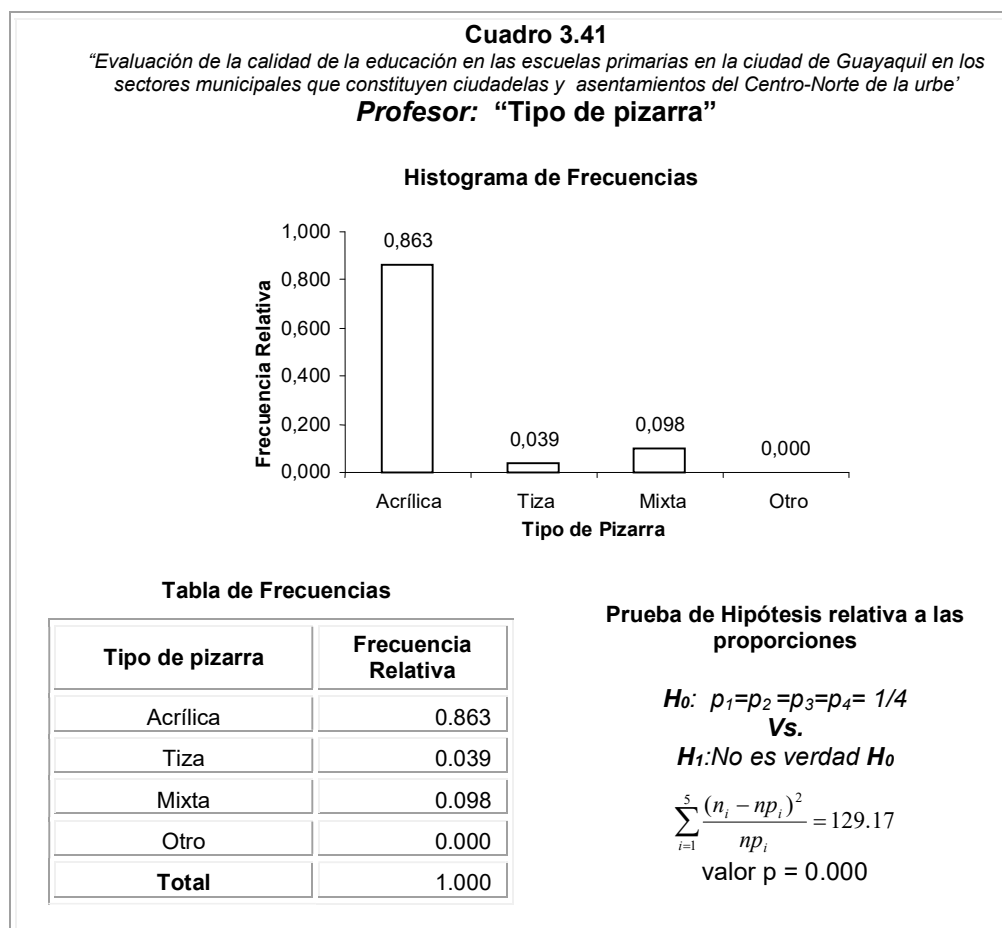 Cuadro 3.41
“Evaluación de la calidad de la educación en las escuelas primarias en la ciudad de Guayaquil en los
sectores municipales que constituyen ciudadelas y asentamientos del Centro-Norte de la urbe’
Profesor: “Tipo de pizarra”
Histograma de Frecuencias
Frecuencia Relativa
1,000
0,800
0,600
0,400
0,200
0,000
0,863
0,039
0,098
0,000
Acrílica Tiza Mixta Otro
Tipo de Pizarra
Tabla de Frecuencias
Tipo de pizarra Frecuencia
Relativa
Acrílica 0.863
Tiza 0.039
Mixta 0.098
Otro 0.000
Total 1.000
Prueba de Hipótesis relativa a las
proporciones
H₀: p₁=p₂ =p₃=p₄= 1/4
Vs.
H₁:No es verdad H₀
∑_{i=1}^{5} (n_i − np_i)² / np_i = 129.17
valor p = 0.000